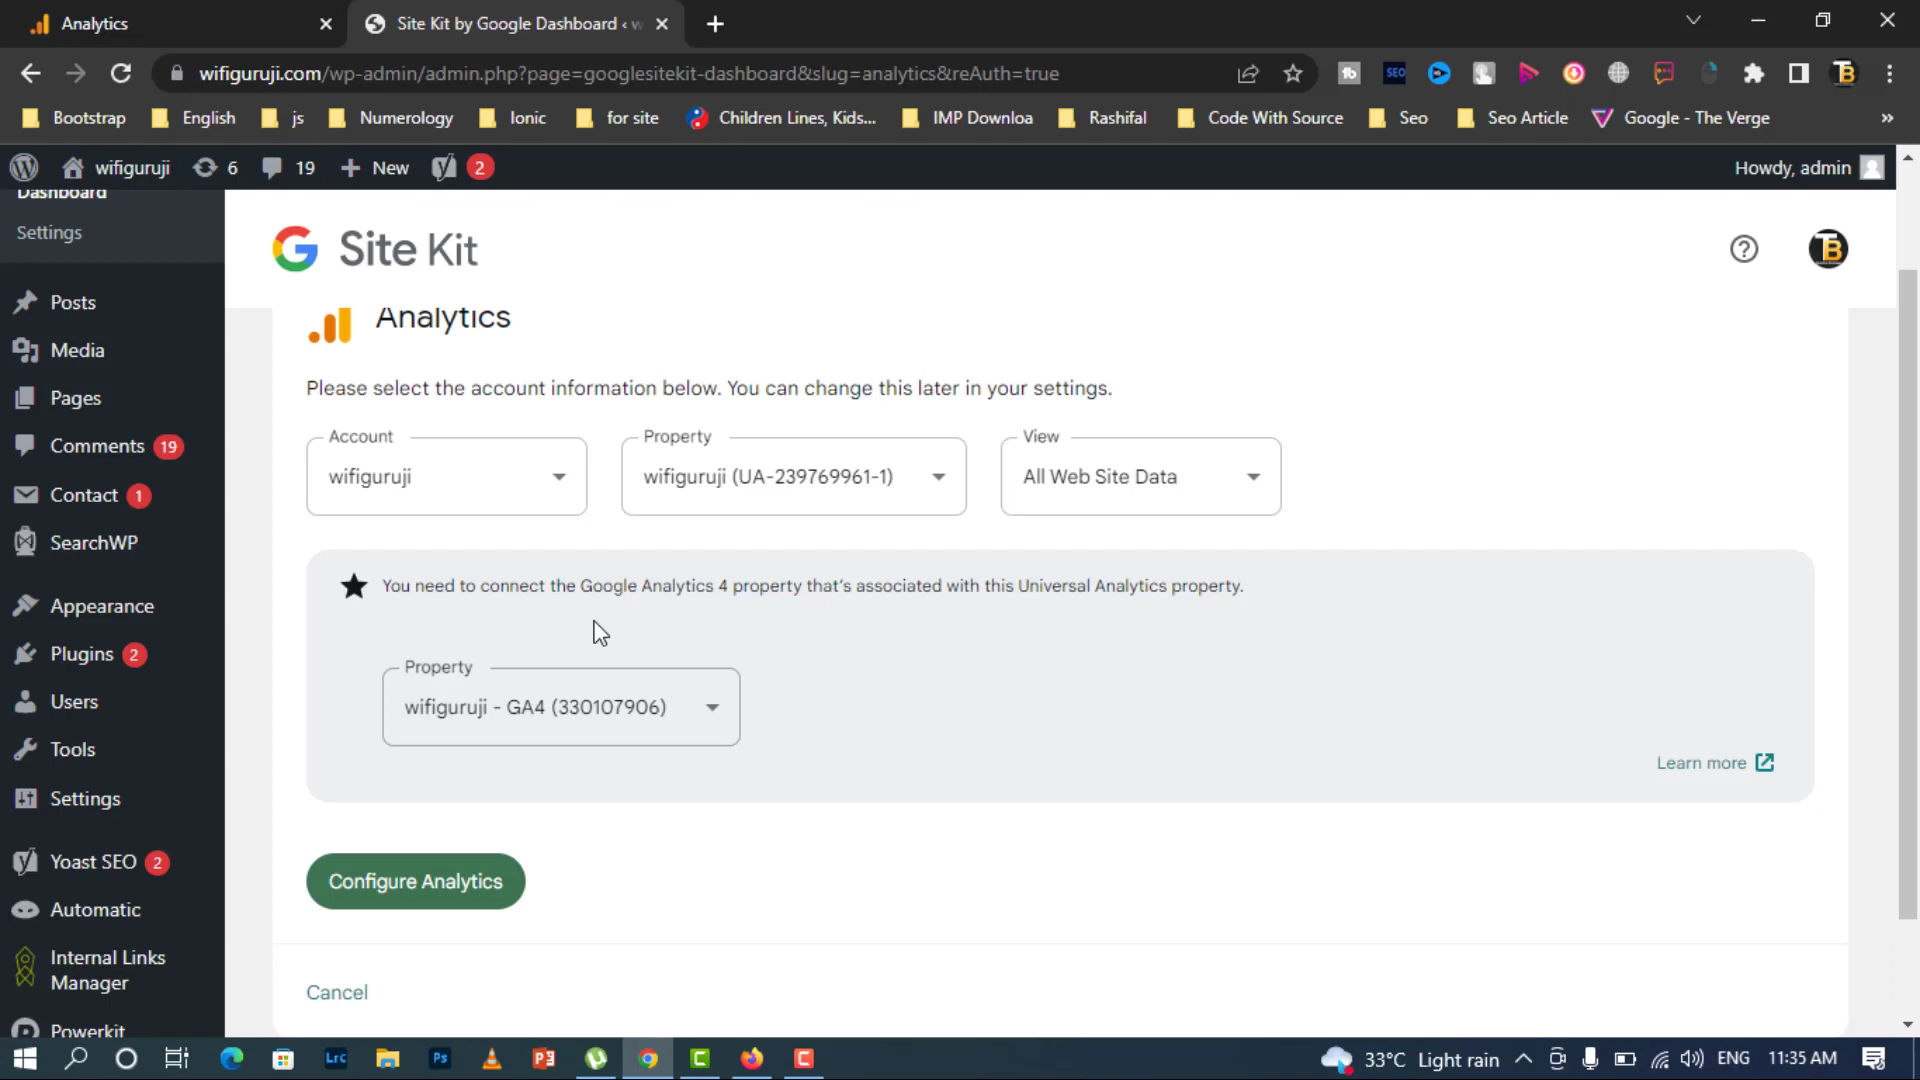 Analytics
Site Kit by Google Dashboard ‹ w
wifiguruji.com/wp-admin/admin.php?page=googlesitekit-dashboard&slug=analytics&reAuth=true
SEO
TB
Bootstrap
English
js
Numerology
Ionic
for site
Children Lines, Kids...
IMP Downloa
Rashifal
Code With Source
Seo
Seo Article
Google - The Verge
»
wifiguruji
6
19
New
2
Howdy, admin
Dashboard
Settings
Posts
Media
Pages
Comments 19
Contact 1
SearchWP
Appearance
Plugins 2
Users
Tools
Settings
Yoast SEO 2
Automatic
Internal Links
Manager
Powerkit
Site Kit
TB
Analytics
Please select the account information below. You can change this later in your settings.
Account
wifiguruji
Property
wifiguruji (UA-239769961-1)
View
All Web Site Data
You need to connect the Google Analytics 4 property that's associated with this Universal Analytics property.
Property
wifiguruji - GA4 (330107906)
Learn more
Configure Analytics
Cancel
Lrc
Ps
33°C Light rain
ENG
11:35 AM